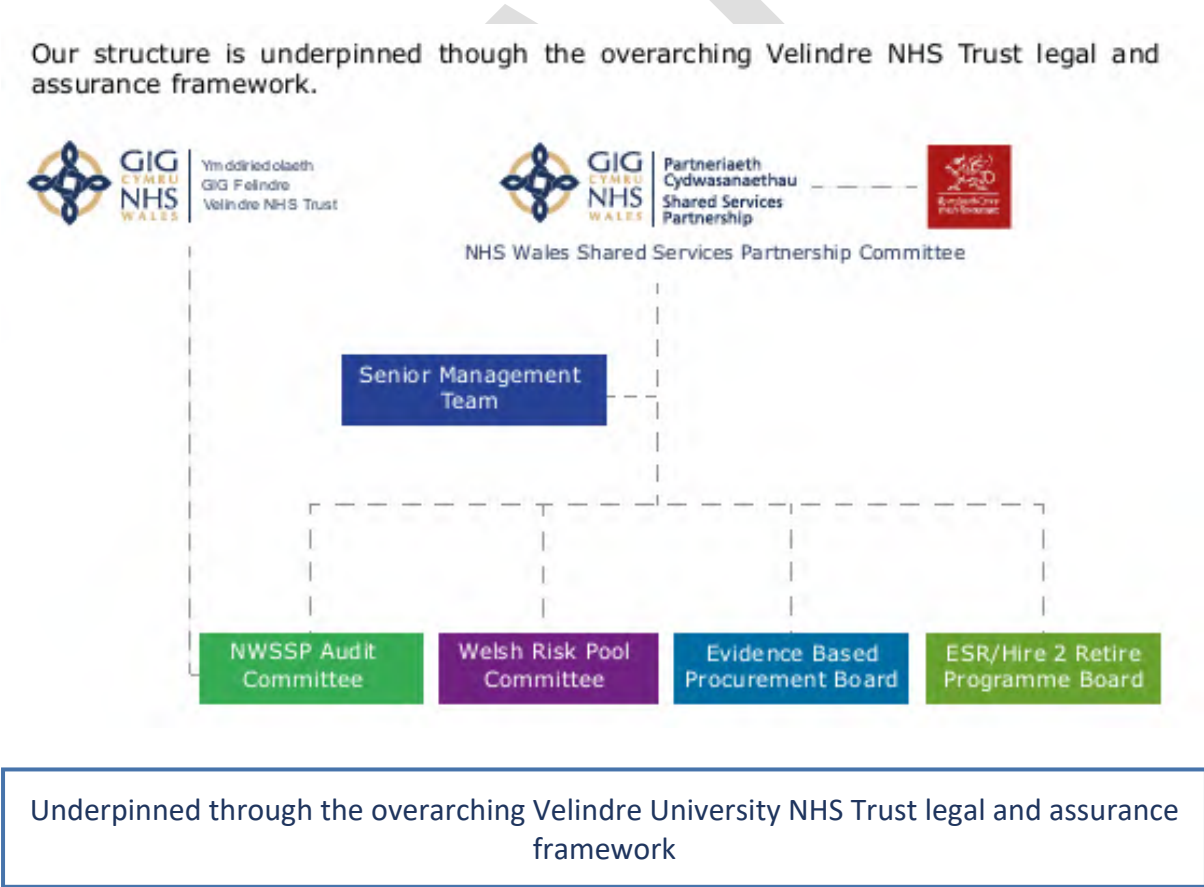 Our structure is underpinned though the overarching Velindre NHS Trust legal and
assurance framework.
GIG
CYMRU
NHS
WALES
Ymddiriedolaeth
GIG Felindre
Velindre NHS Trust
GIG
CYMRU
NHS
WALES
Partneriaeth
Cydwasanaethau
Shared Services
Partnership
NHS Wales Shared Services Partnership Committee
Senior Management
Team
NWSSP Audit
Committee
Welsh Risk Pool
Committee
Evidence Based
Procurement Board
ESR/Hire 2 Retire
Programme Board
Underpinned through the overarching Velindre University NHS Trust legal and assurance
framework